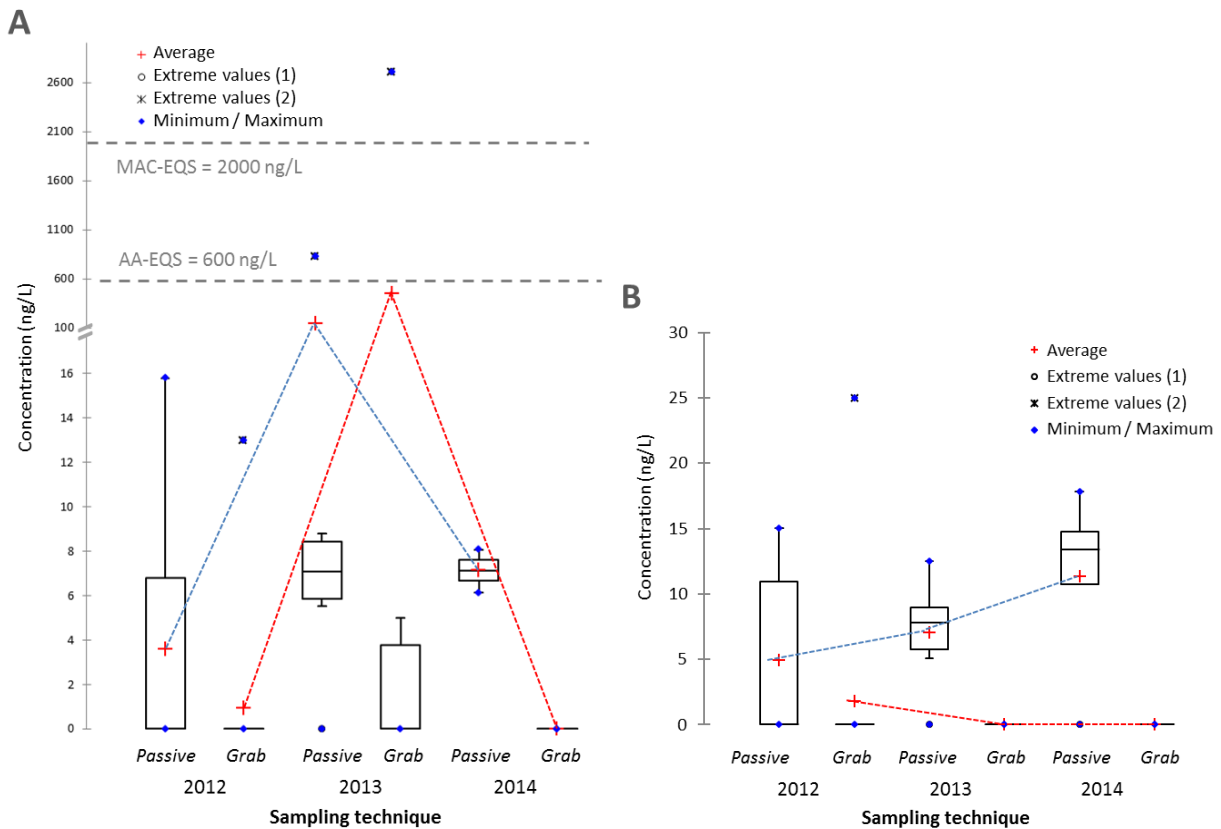 A
Average
Extreme values (1)
Extreme values (2)
Minimum / Maximum
2600
2100
MAC-EQS = 2000 ng/L
1600
1100
AA-EQS = 600 ng/L
600
100
16
14
12
10
8
6
4
2
0
Concentration (ng/L)
Passive Grab Passive Grab Passive Grab
2012 2013 2014
Sampling technique
B
30
25
20
15
10
5
0
Concentration (ng/L)
Average
Extreme values (1)
Extreme values (2)
Minimum / Maximum
Passive Grab Passive Grab Passive Grab
2012 2013 2014
Sampling technique